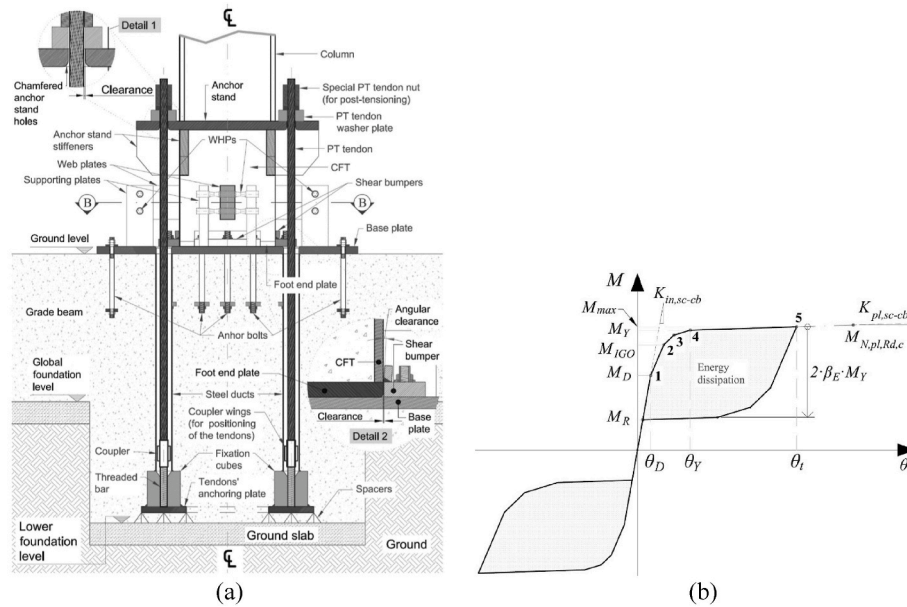 ℄
Detail 1
Column
Chamfered
anchor
stand
holes
Clearance
Anchor
stand
Special PT tendon nut
(for post-tensioning)
PT tendon
washer plate
Anchor stand
stiffeners
WHPs
PT tendon
CFT
Web plates
Supporting plates
Shear bumpers
B
B
Ground level
Base plate
Foot end plate
Grade beam
Anhor bolts
Angular
clearance
CFT
Shear
bumper
Global
foundation
level
Foot end plate
Steel ducts
Clearance
Base
plate
Detail 2
Coupler wings
(for positioning
of the tendons)
Coupler
Fixation
cubes
Threaded
bar
Tendons'
anchoring plate
Spacers
Lower
foundation
level
Ground slab
Ground
℄
(a)
M
K_in,sc-cb
K_pl,sc-cb
M_max
M_Y
M_N,pl,Rd,c
M_IGO
M_D
M_R
1
2
3
4
5
Energy
dissipation
2·β_E·M_Y
θ_D
θ_Y
θ_t
θ
(b)